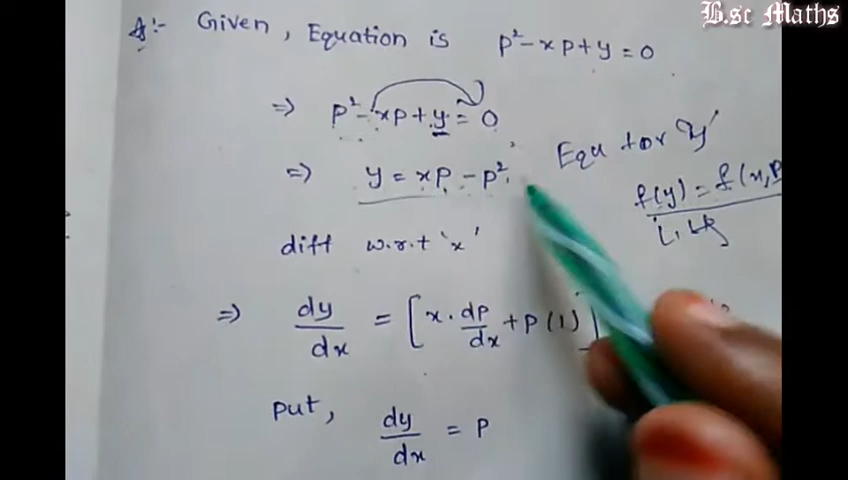 B.sc Maths
Given, Equation is p² - xp + y = 0
⇒ p² - xp + y = 0
⇒ y = xp - p². Equ for 'y'
f(y) = f(x, p
diff w.r.t 'x'
⇒ dy/dx = [x. dp/dx + p(1)]
put, dy/dx = p